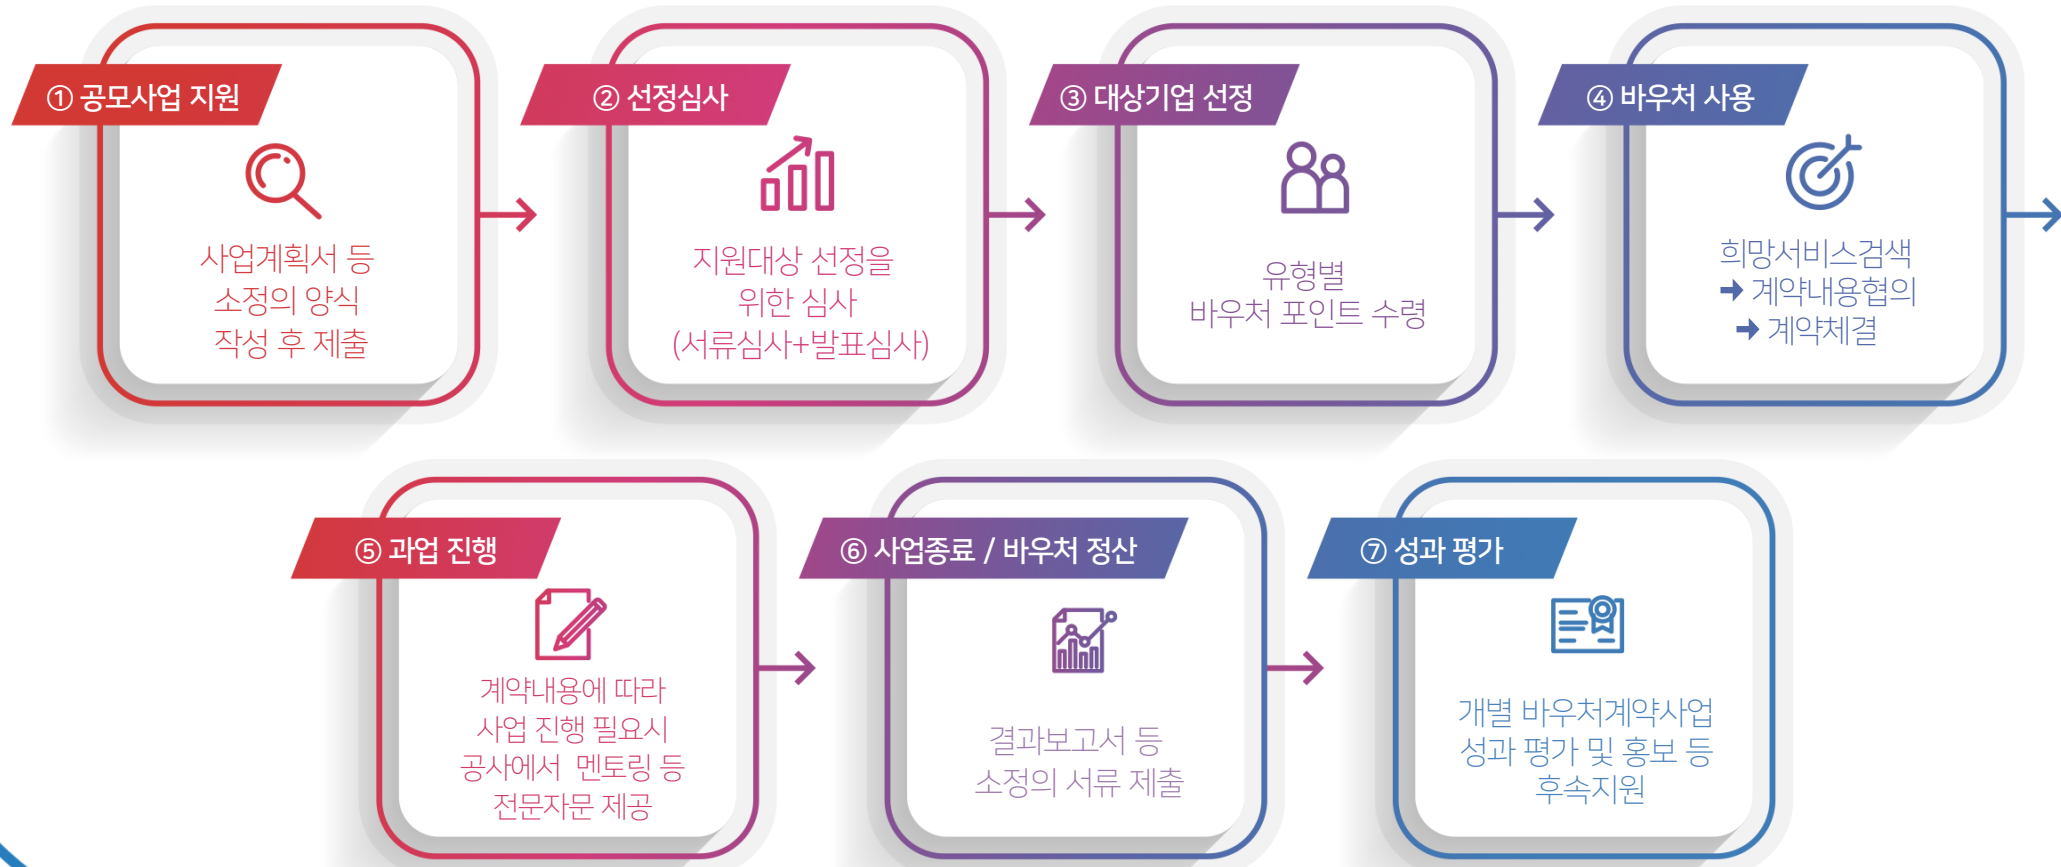 ① 공모사업 지원
사업계획서 등
소정의 양식
작성 후 제출
② 선정심사
지원대상 선정을
위한 심사
(서류심사+발표심사)
③ 대상기업 선정
유형별
바우처 포인트 수령
④ 바우처 사용
희망서비스검색
➜ 계약내용협의
➜ 계약체결
⑤ 과업 진행
계약내용에 따라
사업 진행 필요시
공사에서 멘토링 등
전문자문 제공
⑥ 사업종료 / 바우처 정산
결과보고서 등
소정의 서류 제출
⑦ 성과 평가
개별 바우처계약사업
성과 평가 및 홍보 등
후속지원